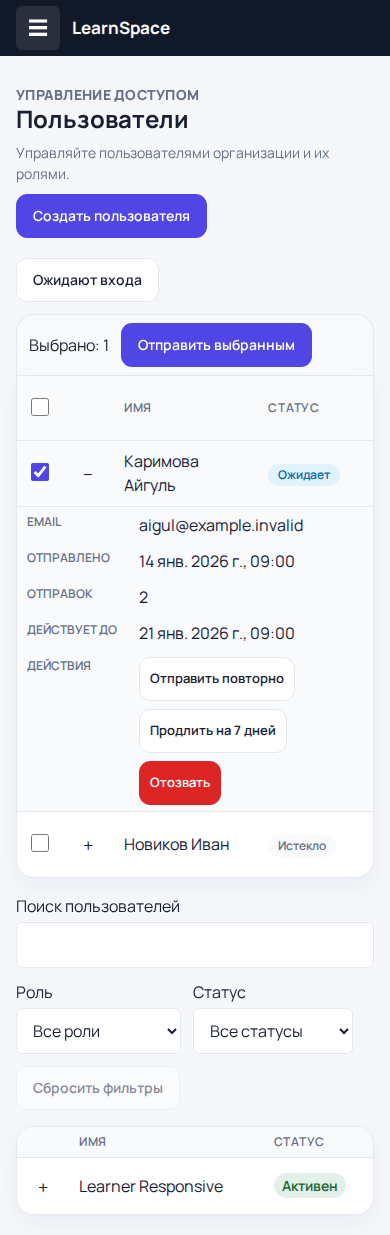 ☰ LearnSpace
УПРАВЛЕНИЕ ДОСТУПОМ
Пользователи
Управляйте пользователями организации и их
ролями.
Создать пользователя
Ожидают входа
Выбрано: 1 Отправить выбранным
ИМЯ СТАТУС
− Каримова
Айгуль Ожидает
EMAIL aigul@example.invalid
ОТПРАВЛЕНО 14 янв. 2026 г., 09:00
ОТПРАВОК 2
ДЕЙСТВУЕТ ДО 21 янв. 2026 г., 09:00
ДЕЙСТВИЯ Отправить повторно
Продлить на 7 дней
Отозвать
+ Новиков Иван Истекло
Поиск пользователей
Роль Статус
Все роли Все статусы
Сбросить фильтры
ИМЯ СТАТУС
+ Learner Responsive Активен